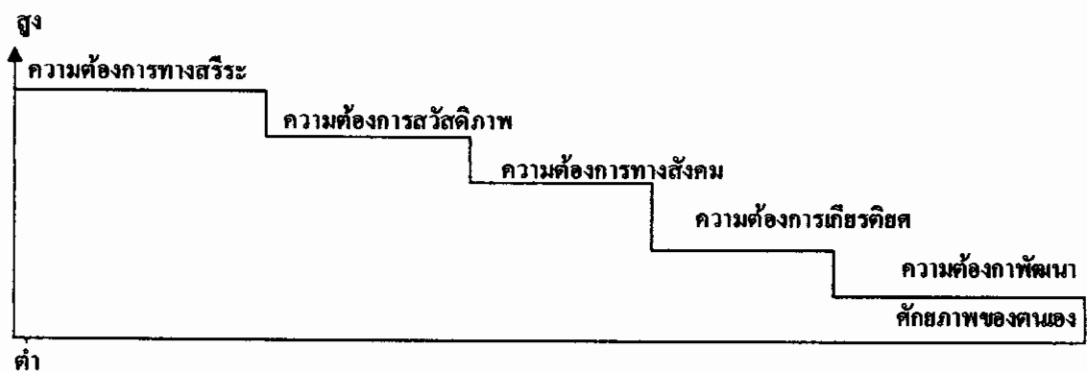 สูง
ความต้องการทางสรีระ
ความต้องการสวัสดิภาพ
ความต้องการทางสังคม
ความต้องการเกียรติยศ
ความต้องกาพัฒนา
ศักยภาพของตนเอง
ต่ำ